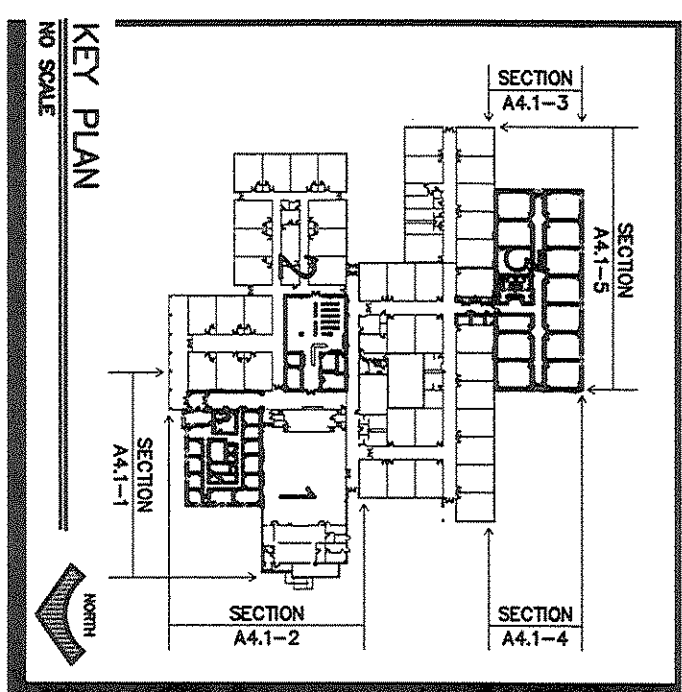 KEY PLAN
NO SCALE
SECTION
A4.1-3
SECTION
A4.1-5
SECTION
A4.1-1
SECTION
A4.1-2
SECTION
A4.1-4
NORTH
1
2